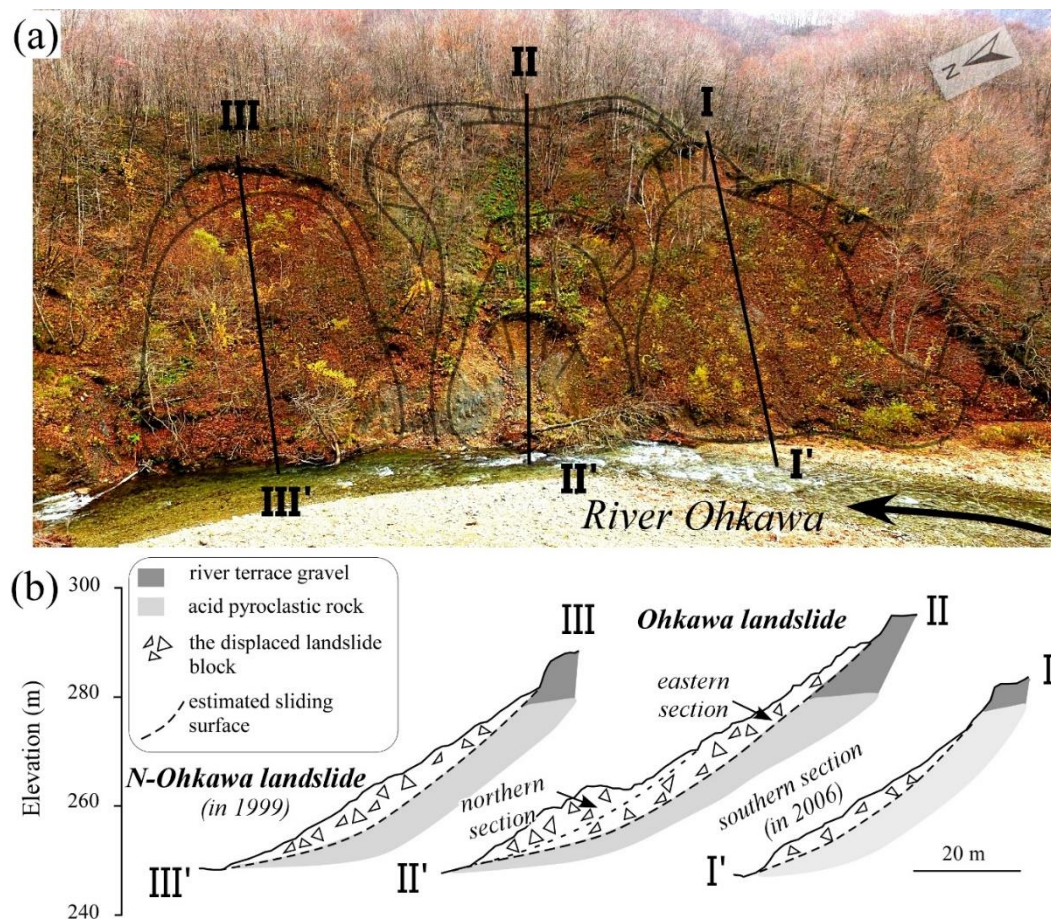 (a)
N
II
III
I
III'
II'
I'
River Ohkawa
(b)
300
280
260
240
Elevation (m)
river terrace gravel
acid pyroclastic rock
the displaced landslide
block
estimated sliding
surface
III
Ohkawa landslide
II
I
eastern
section
N-Ohkawa landslide
(in 1999)
northern
section
southern section
(in 2006)
20 m
III'
II'
I'